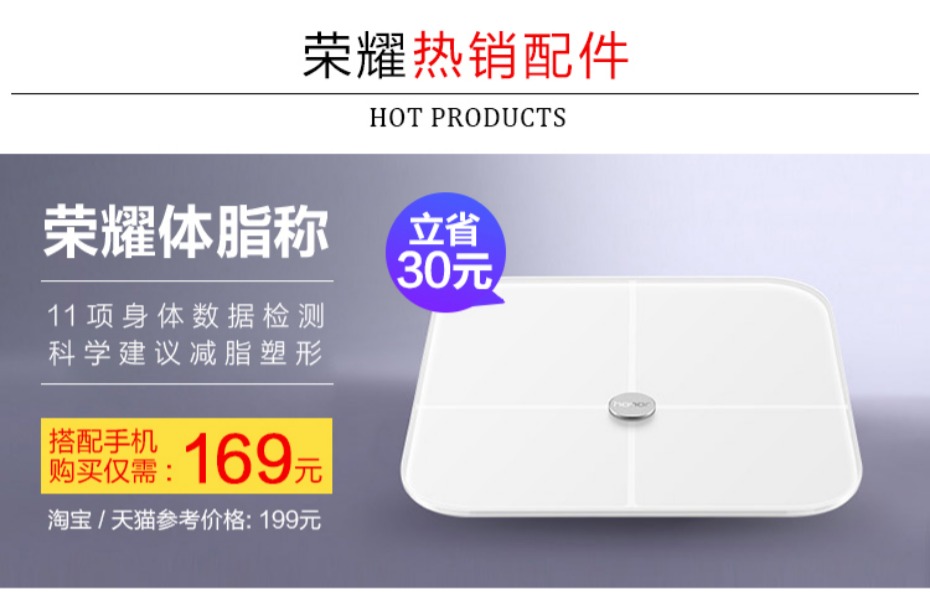 荣耀热销配件
HOT PRODUCTS
荣耀体脂称
11项身体数据检测
科学建议减脂塑形
搭配手机
购买仅需：169元
淘宝 / 天猫参考价格: 199元
立省
30元
honor